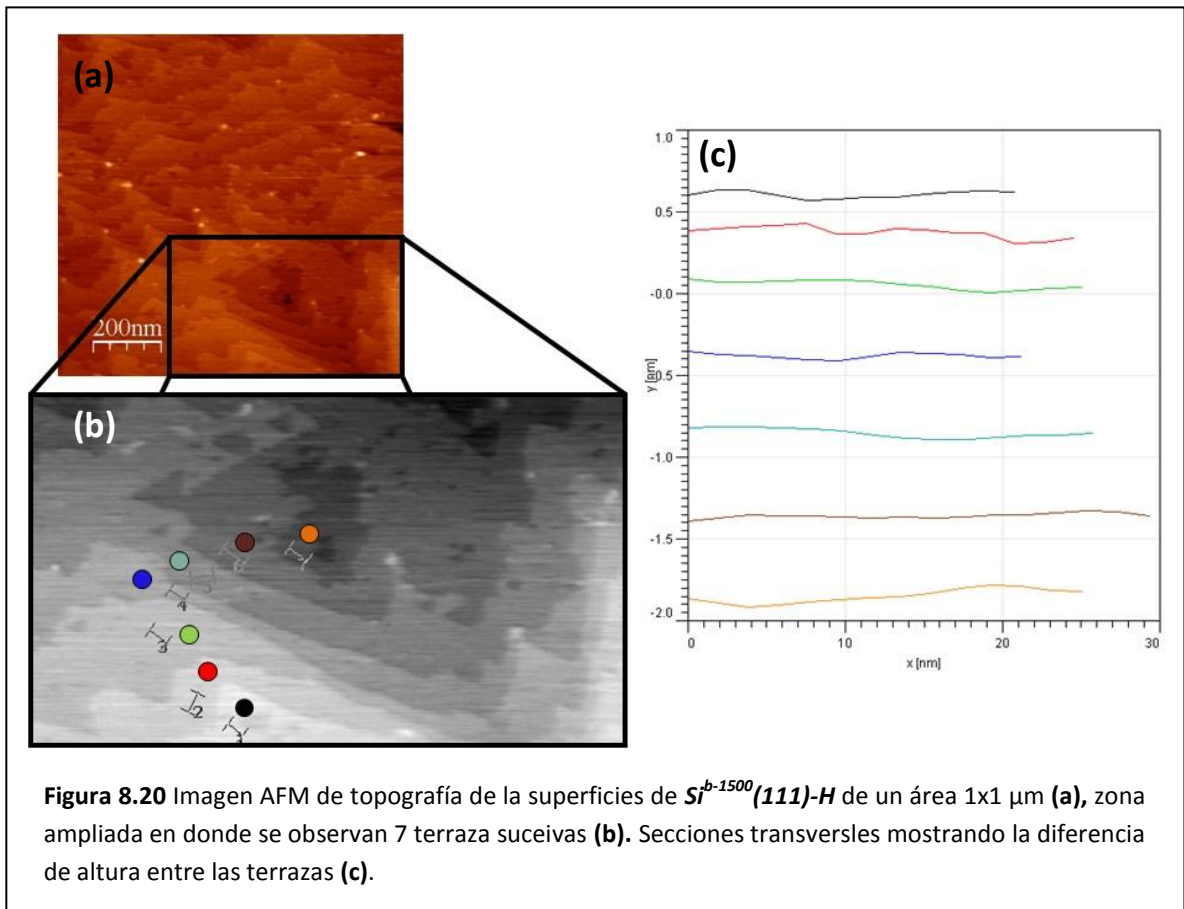 (a)
200nm
(b)
1
2
3
4
5
6
7
(c)
1.0
0.5
-0.0
-0.5
-1.0
-1.5
-2.0
y [nm]
0
10
20
30
x [nm]
Figura 8.20 Imagen AFM de topografía de la superficies de Si^b-1500(111)-H de un área 1x1 µm (a), zona
ampliada en donde se observan 7 terraza suceivas (b). Secciones transversles mostrando la diferencia
de altura entre las terrazas (c).